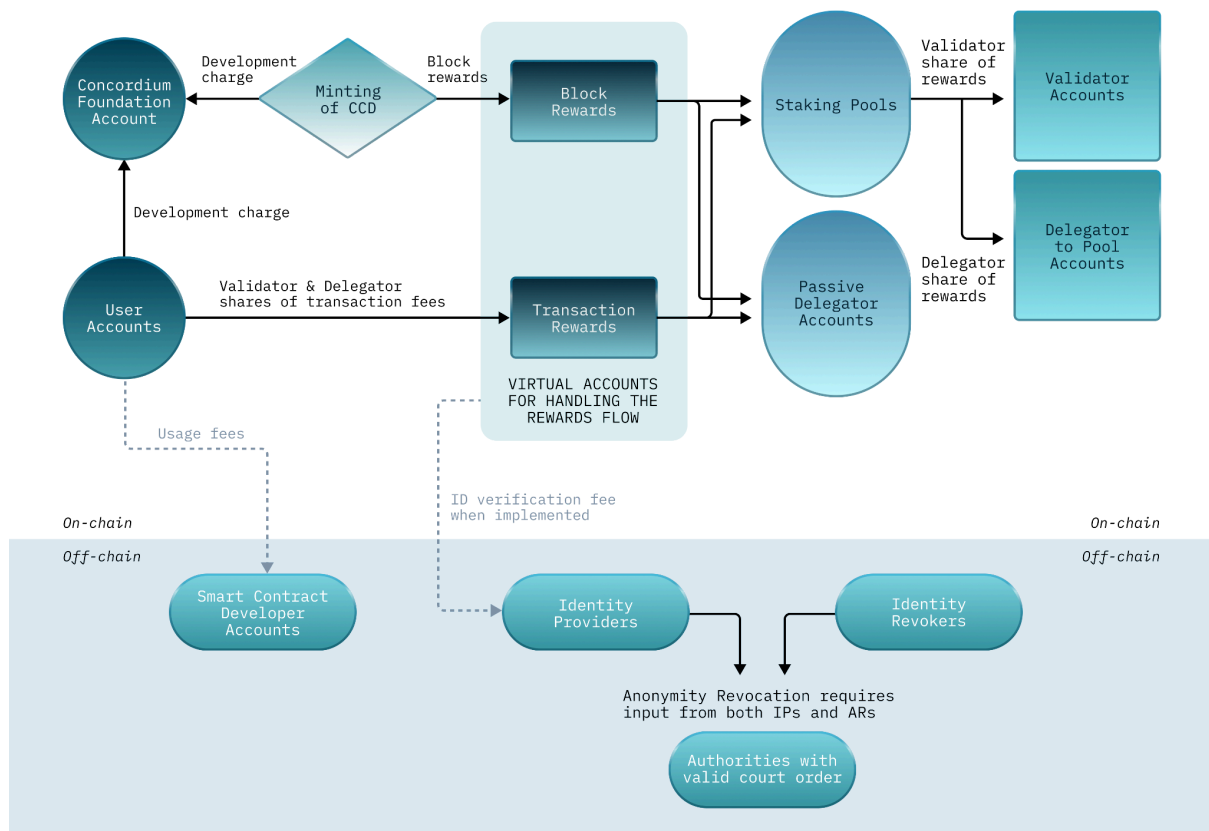 Concordium
Foundation
Account
Development
charge
Minting
of CCD
Block
rewards
Block
Rewards
Staking Pools
Validator
share of
rewards
Validator
Accounts
Development charge
Delegator
to Pool
Accounts
Delegator
share of
rewards
User
Accounts
Validator & Delegator
shares of transaction fees
Transaction
Rewards
Passive
Delegator
Accounts
VIRTUAL ACCOUNTS
FOR HANDLING THE
REWARDS FLOW
Usage fees
ID verification fee
when implemented
On-chain
On-chain
Off-chain
Off-chain
Smart Contract
Developer
Accounts
Identity
Providers
Identity
Revokers
Anonymity Revocation requires
input from both IPs and ARs
Authorities with
valid court order